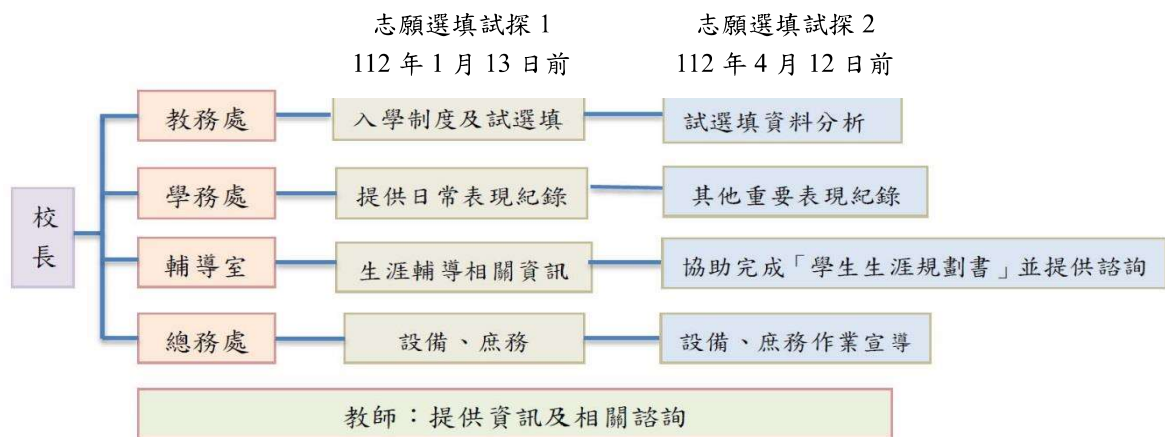 志願選填試探 1
112 年 1 月 13 日前
志願選填試探 2
112 年 4 月 12 日前
校長
教務處
入學制度及試選填
試選填資料分析
學務處
提供日常表現紀錄
其他重要表現紀錄
輔導室
生涯輔導相關資訊
協助完成「學生生涯規劃書」並提供諮詢
總務處
設備、庶務
設備、庶務作業宣導
教師：提供資訊及相關諮詢